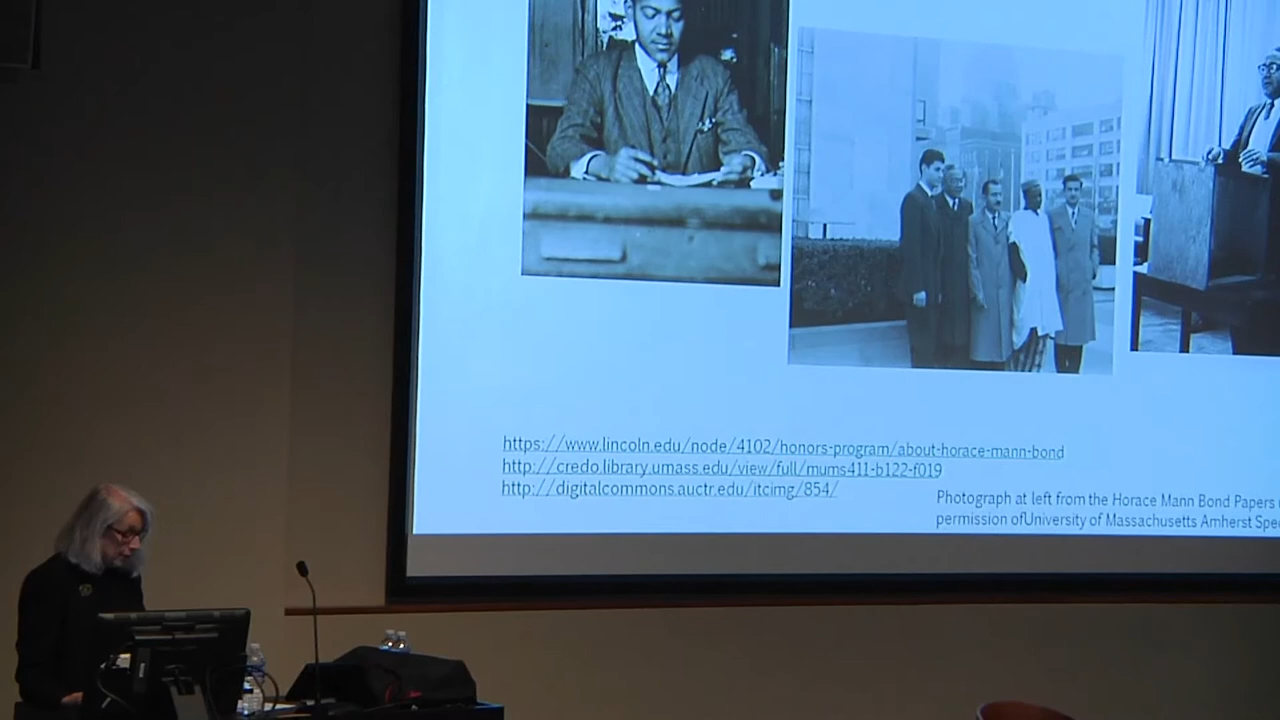 https://www.lincoln.edu/node/4102/honors-program/about-horace-mann-bond
http://credo.library.umass.edu/view/full/mums411-b122-f019
http://digitalcommons.auctr.edu/itcimg/854/
Photograph at left from the Horace Mann Bond Papers
permission ofUniversity of Massachusetts Amherst